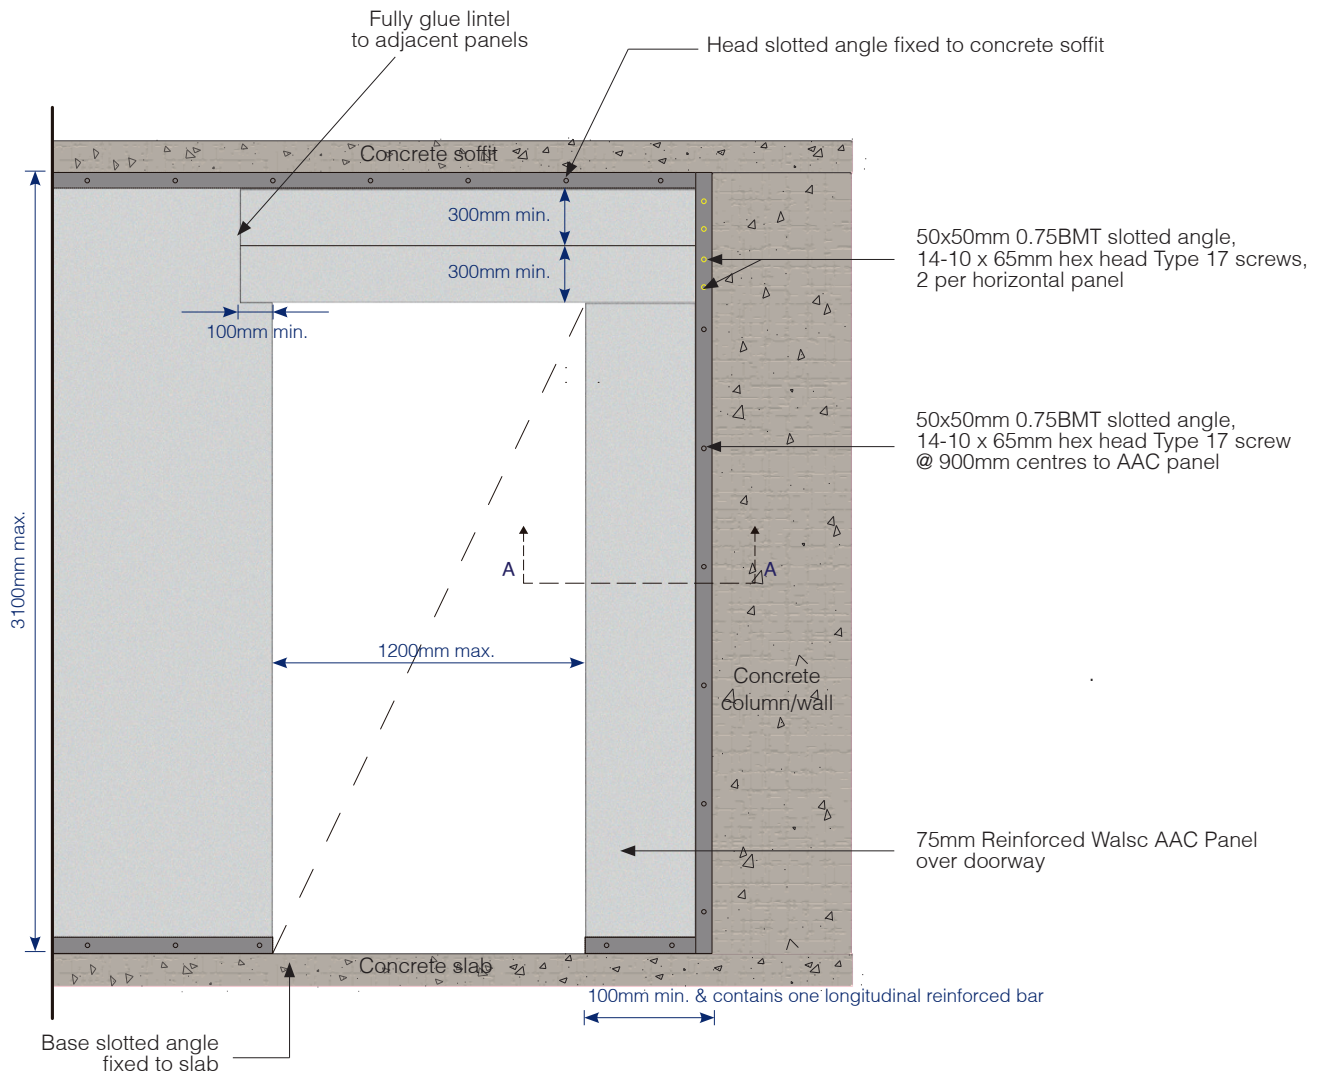 Fully glue lintel
to adjacent panels
Head slotted angle fixed to concrete soffit
Concrete soffit
300mm min.
300mm min.
100mm min.
50x50mm 0.75BMT slotted angle,
14-10 x 65mm hex head Type 17 screws,
2 per horizontal panel
50x50mm 0.75BMT slotted angle,
14-10 x 65mm hex head Type 17 screw
@ 900mm centres to AAC panel
3100mm max.
A
A
1200mm max.
Concrete
column/wall
75mm Reinforced Walsc AAC Panel
over doorway
Concrete slab
100mm min. & contains one longitudinal reinforced bar
Base slotted angle
fixed to slab